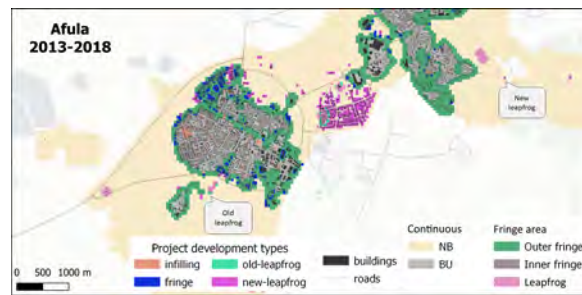 Afula
2013-2018
New
leapfrog
Old
leapfrog
Project development types
infilling
old-leapfrog
fringe
new-leapfrog
buildings
roads
Continuous
NB
BU
Fringe area
Outer fringe
Inner fringe
Leapfrog
0 500 1000 m